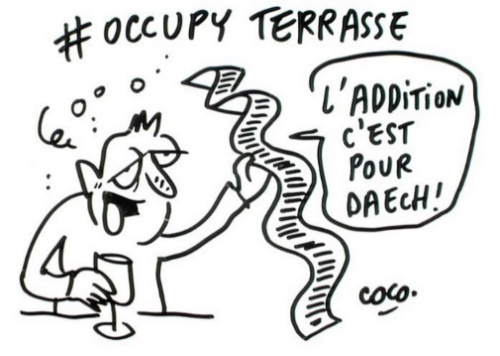 # OCCUPY TERRASSE
L'ADDITION
C'EST
POUR
DAECH!
COCO.